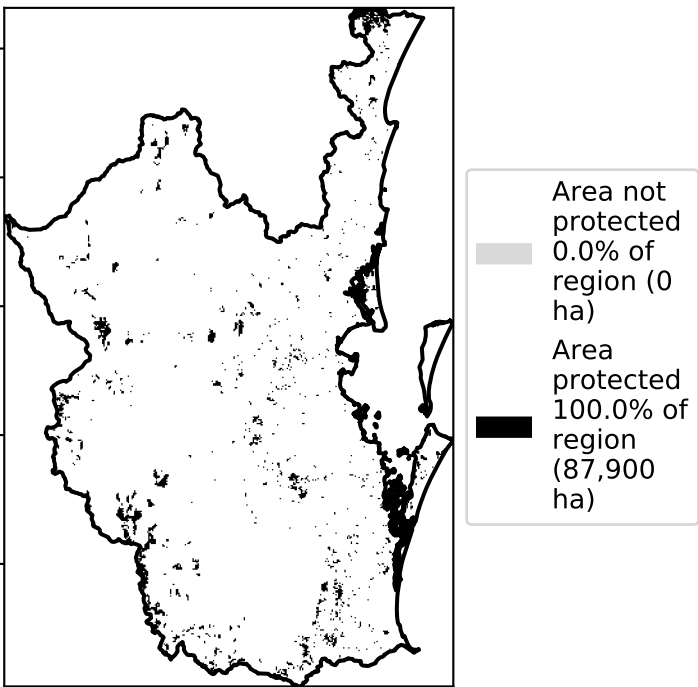 Area not
protected
0.0% of
region (0
ha)
Area
protected
100.0% of
region
(87,900
ha)